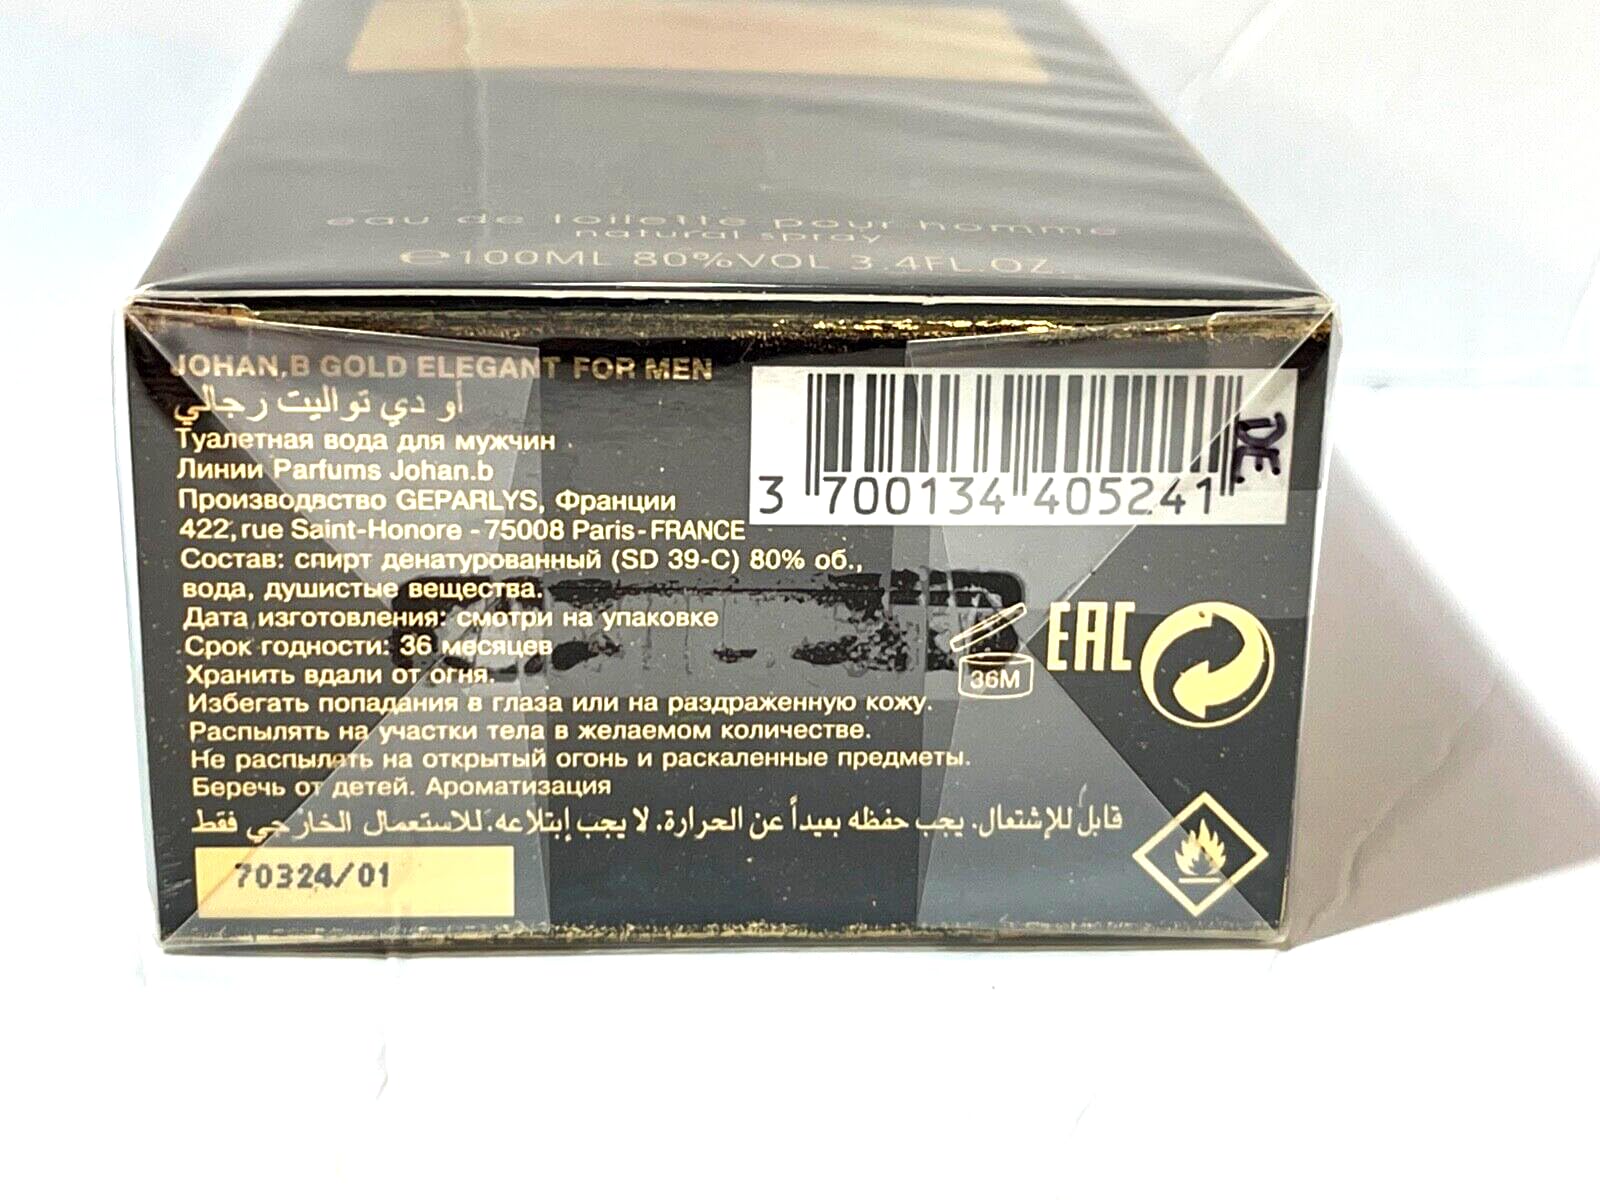 eau de toilette pour homme
natural spray
℮100ML 80%VOL 3.4FL.OZ.
JOHAN.B GOLD ELEGANT FOR MEN
أو دي تواليت رجالي
Туалетная вода для мужчин
Линии Parfums Johan.b
Производство GEPARLYS, Франции
422, rue Saint-Honore - 75008 Paris - FRANCE
Состав: спирт денатурованный (SD 39-C) 80% об.,
вода, душистые вещества.
Дата изготовления: смотри на упаковке
Срок годности: 36 месяцев
Хранить вдали от огня.
Избегать попадания в глаза или на раздраженную кожу.
Распылять на участки тела в желаемом количестве.
Не распылять на открытый огонь и раскаленные предметы.
Беречь от детей. Ароматизация
قابل للإشتعال. يجب حفظه بعيداً عن الحرارة. لا يجب إبتلاعه. للاستعمال الخارجي فقط
70324/01
3 700134 405241
DE.
36M
EAC